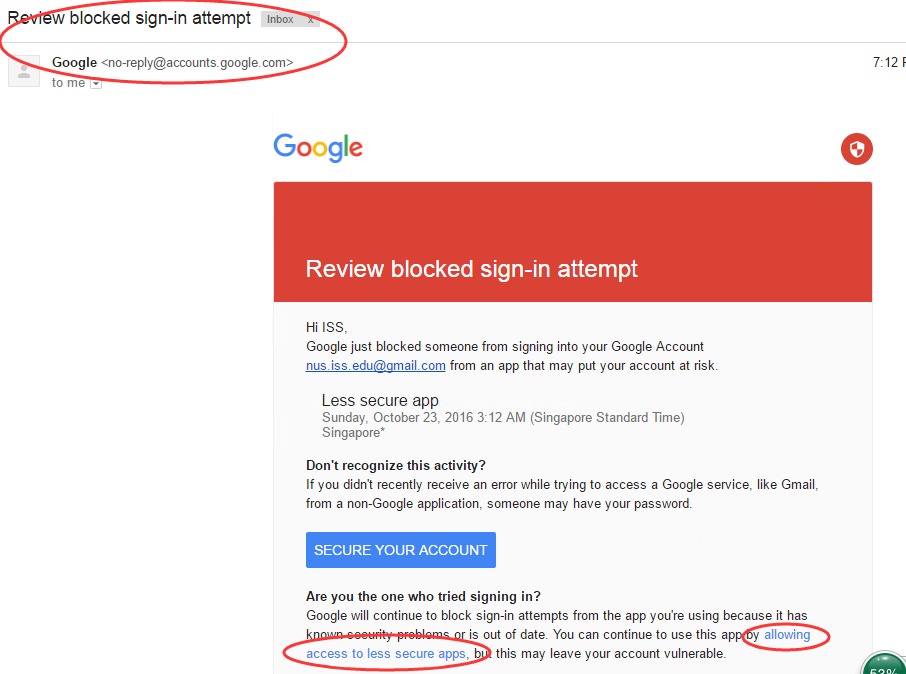 Review blocked sign-in attempt Inbox x
Google <no-reply@accounts.google.com> 7:12
to me
Google
Review blocked sign-in attempt
Hi ISS,
Google just blocked someone from signing into your Google Account
nus.iss.edu@gmail.com from an app that may put your account at risk.
Less secure app
Sunday, October 23, 2016 3:12 AM (Singapore Standard Time)
Singapore*
Don't recognize this activity?
If you didn't recently receive an error while trying to access a Google service, like Gmail,
from a non-Google application, someone may have your password.
SECURE YOUR ACCOUNT
Are you the one who tried signing in?
Google will continue to block sign-in attempts from the app you're using because it has
known security problems or is out of date. You can continue to use this app by allowing
access to less secure apps, but this may leave your account vulnerable.
53%